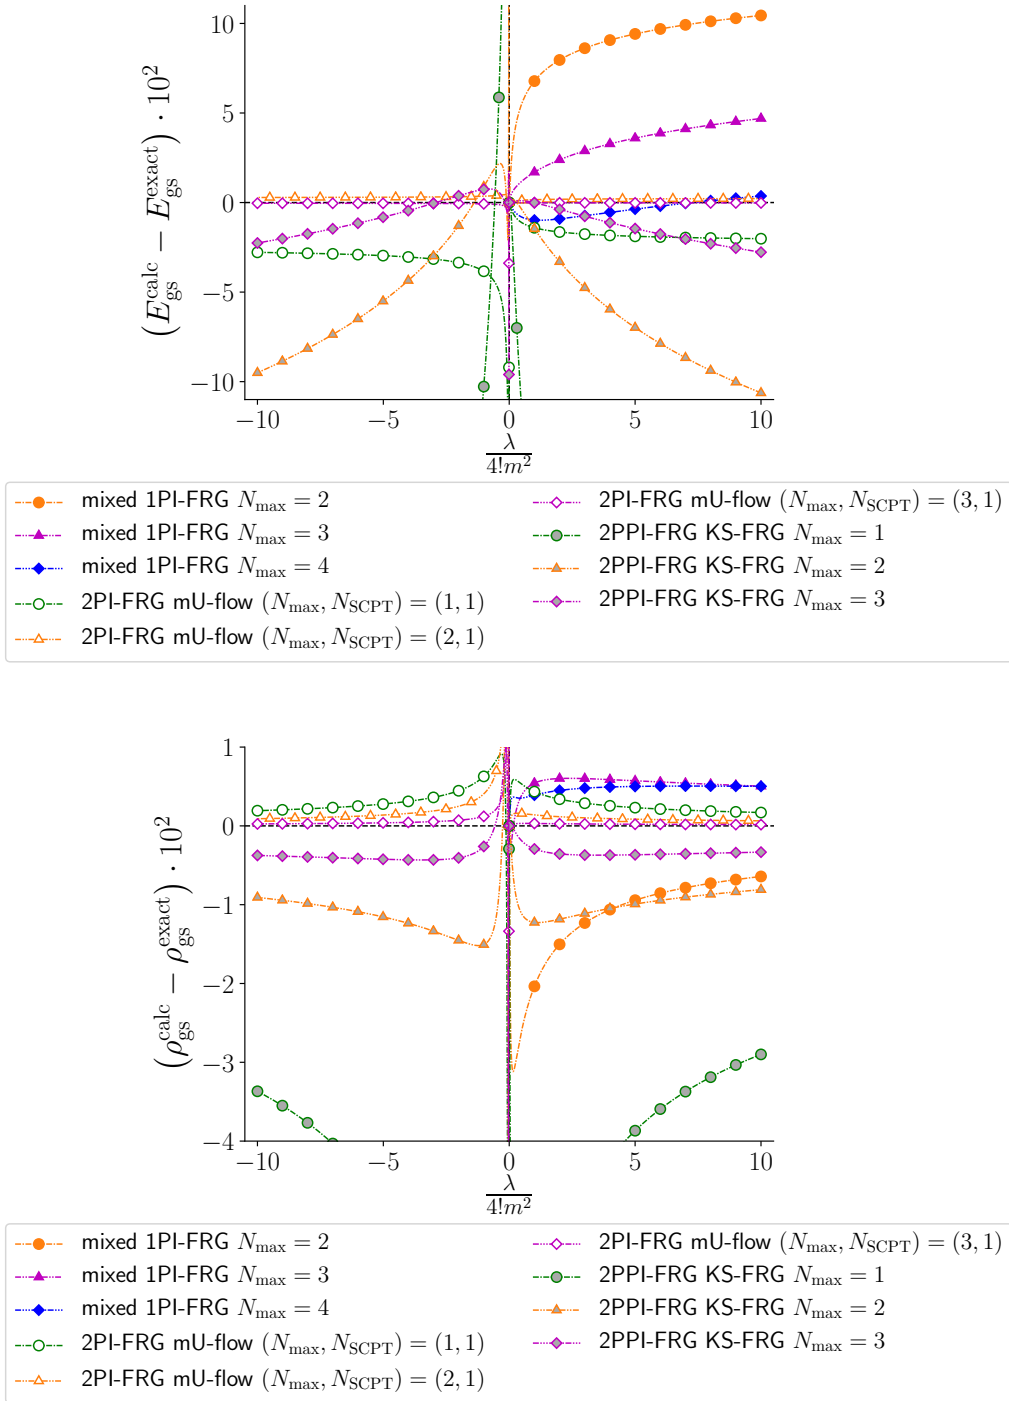 (E_gs^calc − E_gs^exact) · 10^2
10
5
0
−5
−10
−10 −5 0 5 10
λ
4!m^2
mixed 1PI-FRG N_max = 2
mixed 1PI-FRG N_max = 3
mixed 1PI-FRG N_max = 4
2PI-FRG mU-flow (N_max, N_SCPT) = (1, 1)
2PI-FRG mU-flow (N_max, N_SCPT) = (2, 1)
2PI-FRG mU-flow (N_max, N_SCPT) = (3, 1)
2PPI-FRG KS-FRG N_max = 1
2PPI-FRG KS-FRG N_max = 2
2PPI-FRG KS-FRG N_max = 3
(ρ_gs^calc − ρ_gs^exact) · 10^2
1
0
−1
−2
−3
−4
−10 −5 0 5 10
λ
4!m^2
mixed 1PI-FRG N_max = 2
mixed 1PI-FRG N_max = 3
mixed 1PI-FRG N_max = 4
2PI-FRG mU-flow (N_max, N_SCPT) = (1, 1)
2PI-FRG mU-flow (N_max, N_SCPT) = (2, 1)
2PI-FRG mU-flow (N_max, N_SCPT) = (3, 1)
2PPI-FRG KS-FRG N_max = 1
2PPI-FRG KS-FRG N_max = 2
2PPI-FRG KS-FRG N_max = 3